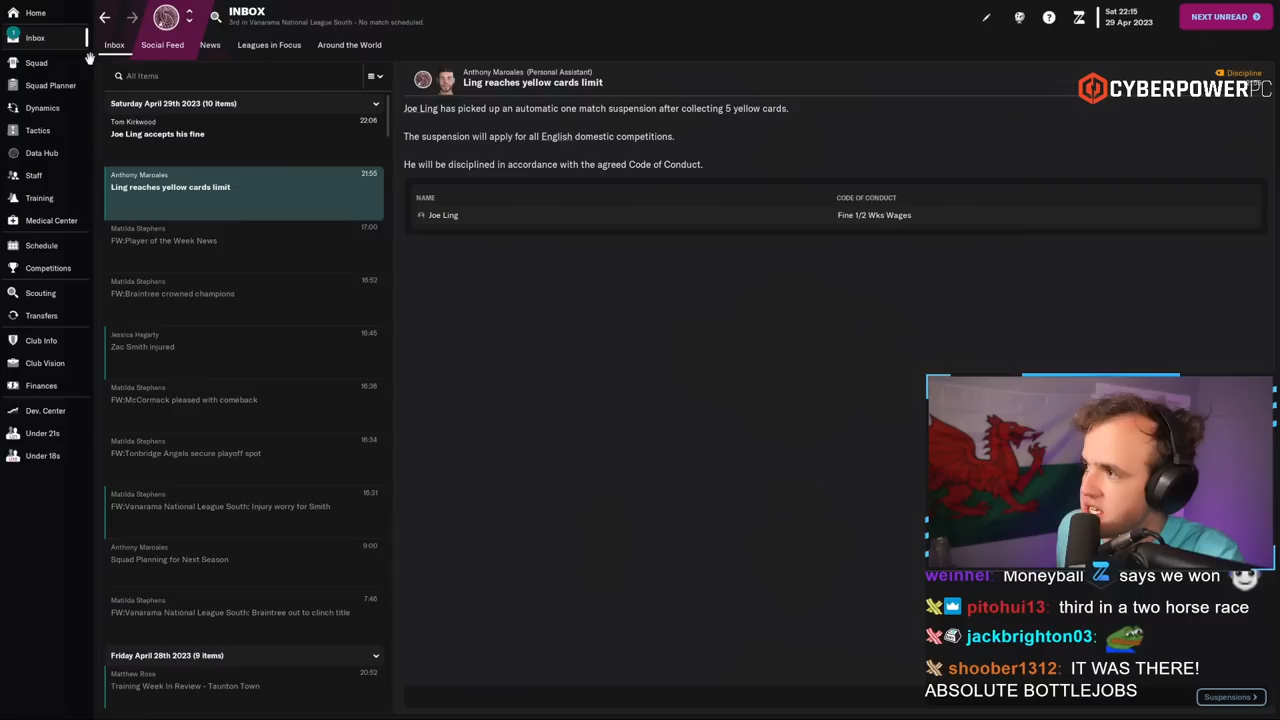 Home
Inbox
Squad
Squad Planner
Dynamics
Tactics
Data Hub
Staff
Training
Medical Center
Schedule
Competitions
Scouting
Transfers
Club Info
Club Vision
Finances
Dev. Center
Under 21s
Under 18s
1
INBOX
3rd in Vanarama National League South - No match scheduled.
Sat 22:15
29 Apr 2023
NEXT UNREAD
Inbox
Social Feed
News
Leagues in Focus
Around the World
All Items
Saturday April 29th 2023 (10 items)
Tom Kirkwood
22:06
Joe Ling accepts his fine
Anthony Maroales
21:55
Ling reaches yellow cards limit
Matilda Stephens
17:00
FW:Player of the Week News
Matilda Stephens
16:52
FW:Braintree crowned champions
Jessica Hegarty
16:45
Zac Smith injured
Matilda Stephens
16:36
FW:McCormack pleased with comeback
Matilda Stephens
16:34
FW:Tonbridge Angels secure playoff spot
Matilda Stephens
16:31
FW:Vanarama National League South: Injury worry for Smith
Anthony Maroales
9:00
Squad Planning for Next Season
Matilda Stephens
7:46
FW:Vanarama National League South: Braintree out to clinch title
Friday April 28th 2023 (9 items)
Matthew Rose
20:52
Training Week In Review - Taunton Town
Anthony Maroales (Personal Assistant)
Ling reaches yellow cards limit
Discipline
CYBERPOWERPC
Joe Ling has picked up an automatic one match suspension after collecting 5 yellow cards.
The suspension will apply for all English domestic competitions.
He will be disciplined in accordance with the agreed Code of Conduct.
NAME
CODE OF CONDUCT
Joe Ling
Fine 1/2 Wks Wages
weinhei: Moneyball says we won
pitohui13: third in a two horse race
jackbrighton03:
shoober1312: IT WAS THERE!
ABSOLUTE BOTTLEJOBS
Suspensions